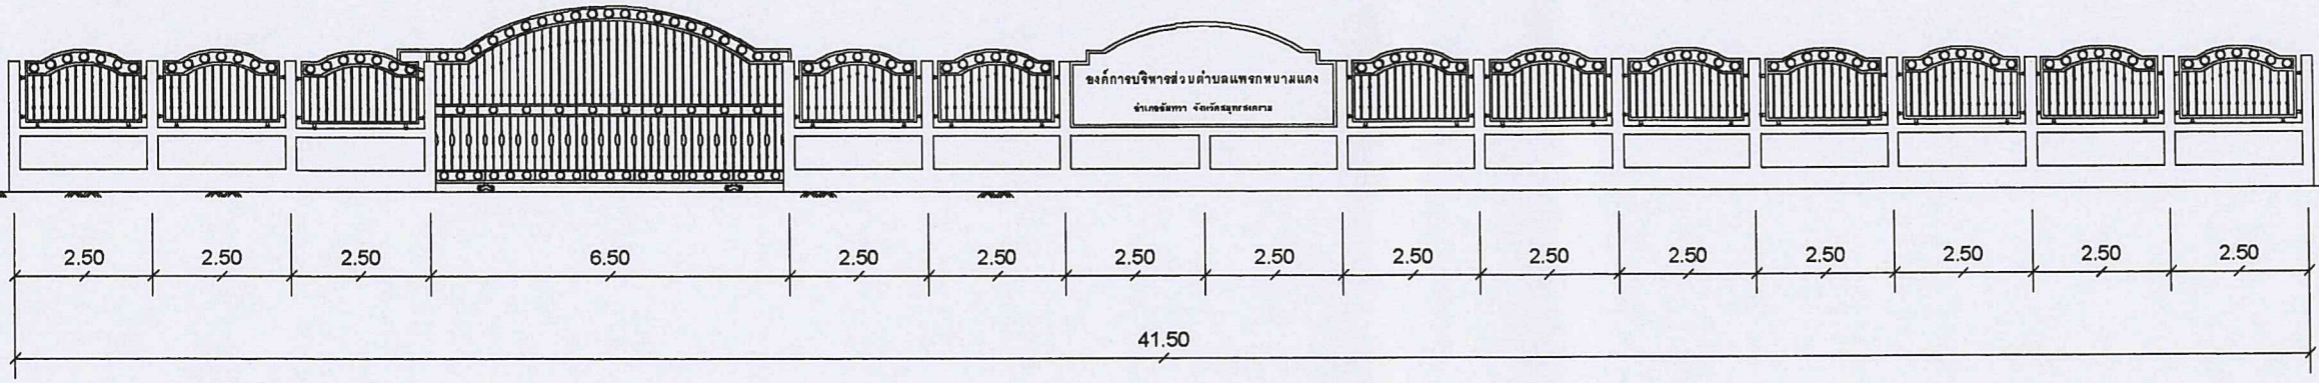 องค์การบริหารส่วนตำบลแพรกหนามแดง
อำเภออัมพวา จังหวัดสมุทรสงคราม
2.50 2.50 2.50 6.50 2.50 2.50 2.50 2.50 2.50 2.50 2.50 2.50 2.50 2.50 2.50
41.50